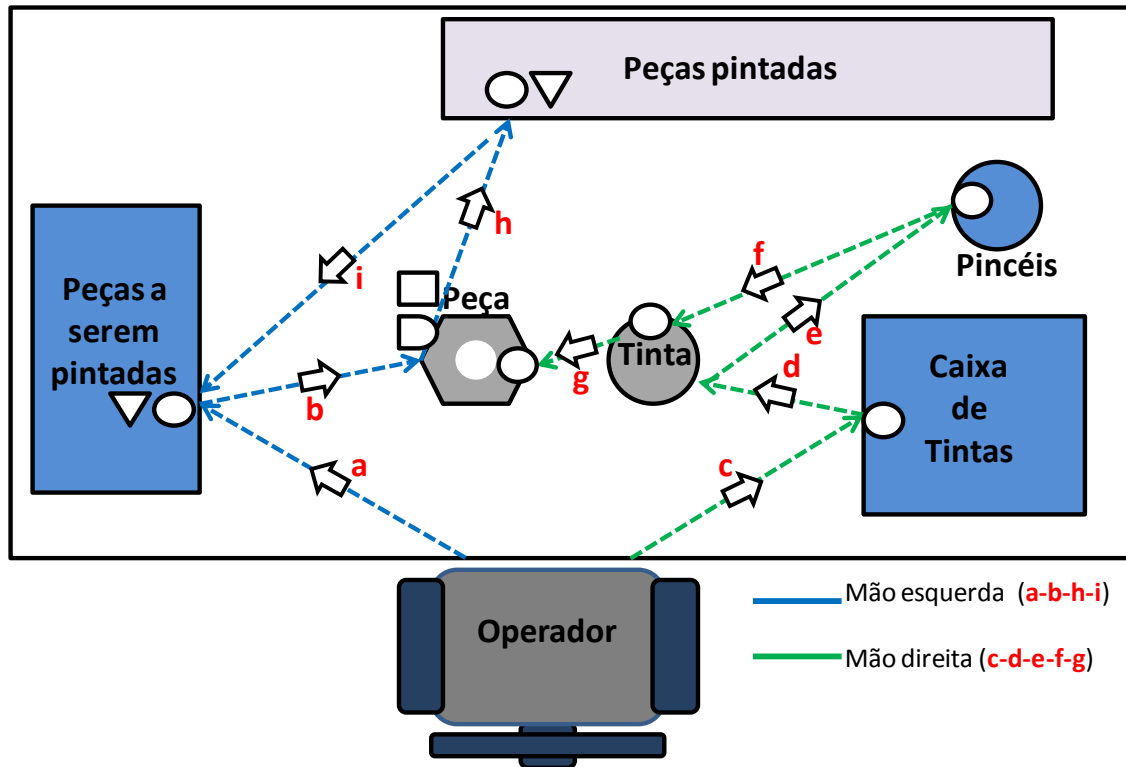 Peças pintadas
Pincéis
f
h
i
e
Peças a
serem
pintadas
Peça
Tinta
g
d
b
Caixa
de
Tintas
a
c
Operador
Mão esquerda (a-b-h-i)
Mão direita (c-d-e-f-g)